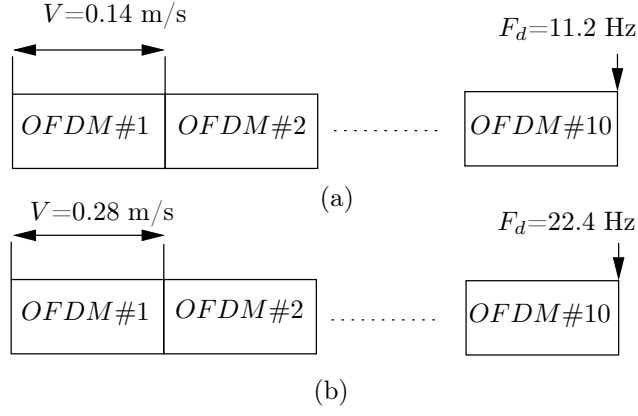 V=0.14 m/s
F_d=11.2 Hz
OFDM#1 OFDM#2 .......... OFDM#10
(a)
V=0.28 m/s
F_d=22.4 Hz
OFDM#1 OFDM#2 .......... OFDM#10
(b)